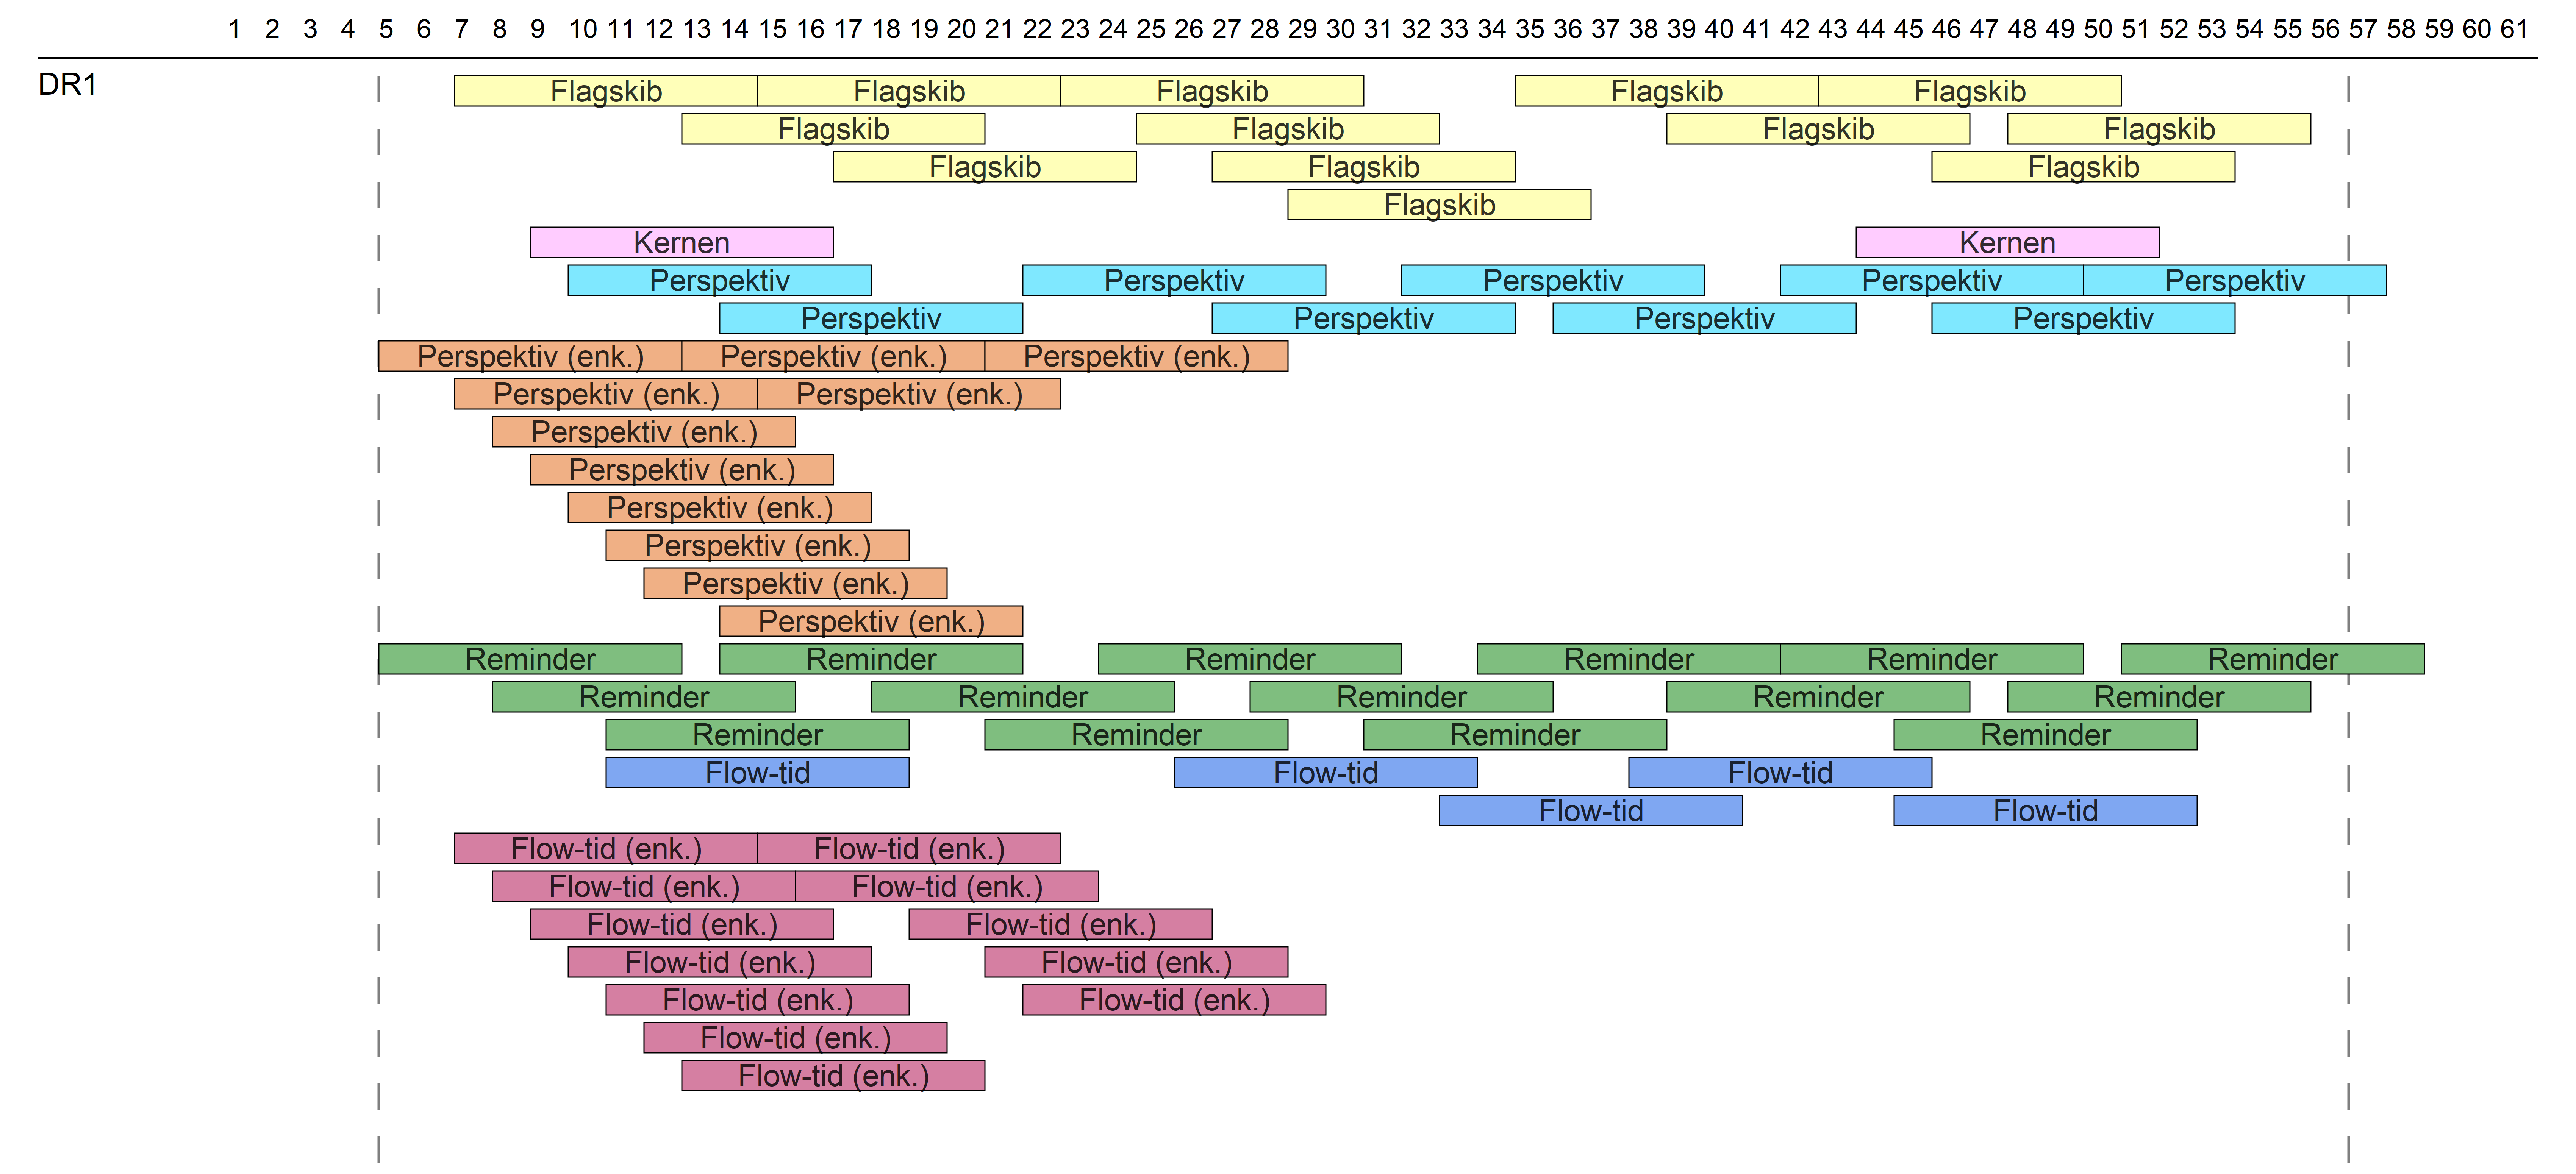 1 2 3 4 5 6 7 8 9 10 11 12 13 14 15 16 17 18 19 20 21 22 23 24 25 26 27 28 29 30 31 32 33 34 35 36 37 38 39 40 41 42 43 44 45 46 47 48 49 50 51 52 53 54 55 56 57 58 59 60 61
DR1 Flagskib Flagskib Flagskib Flagskib Flagskib
Flagskib Flagskib Flagskib Flagskib
Flagskib Flagskib Flagskib
Flagskib
Kernen Kernen
Perspektiv Perspektiv Perspektiv Perspektiv Perspektiv
Perspektiv Perspektiv Perspektiv Perspektiv
Perspektiv (enk.) Perspektiv (enk.) Perspektiv (enk.)
Perspektiv (enk.) Perspektiv (enk.)
Perspektiv (enk.)
Perspektiv (enk.)
Perspektiv (enk.)
Perspektiv (enk.)
Perspektiv (enk.)
Perspektiv (enk.)
Reminder Reminder Reminder Reminder Reminder Reminder
Reminder Reminder Reminder Reminder Reminder
Reminder Reminder Reminder Reminder
Flow-tid Flow-tid Flow-tid
Flow-tid Flow-tid
Flow-tid (enk.) Flow-tid (enk.)
Flow-tid (enk.) Flow-tid (enk.)
Flow-tid (enk.) Flow-tid (enk.)
Flow-tid (enk.) Flow-tid (enk.)
Flow-tid (enk.) Flow-tid (enk.)
Flow-tid (enk.)
Flow-tid (enk.)